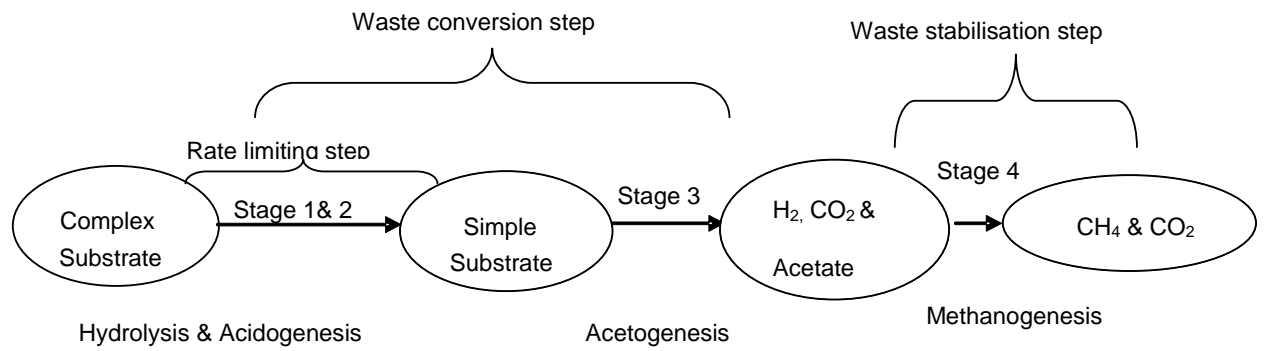 Waste conversion step
Waste stabilisation step
Rate limiting step
Complex
Substrate
Stage 1& 2
Simple
Substrate
Stage 3
H2, CO2 &
Acetate
Stage 4
CH4 & CO2
Hydrolysis & Acidogenesis
Acetogenesis
Methanogenesis